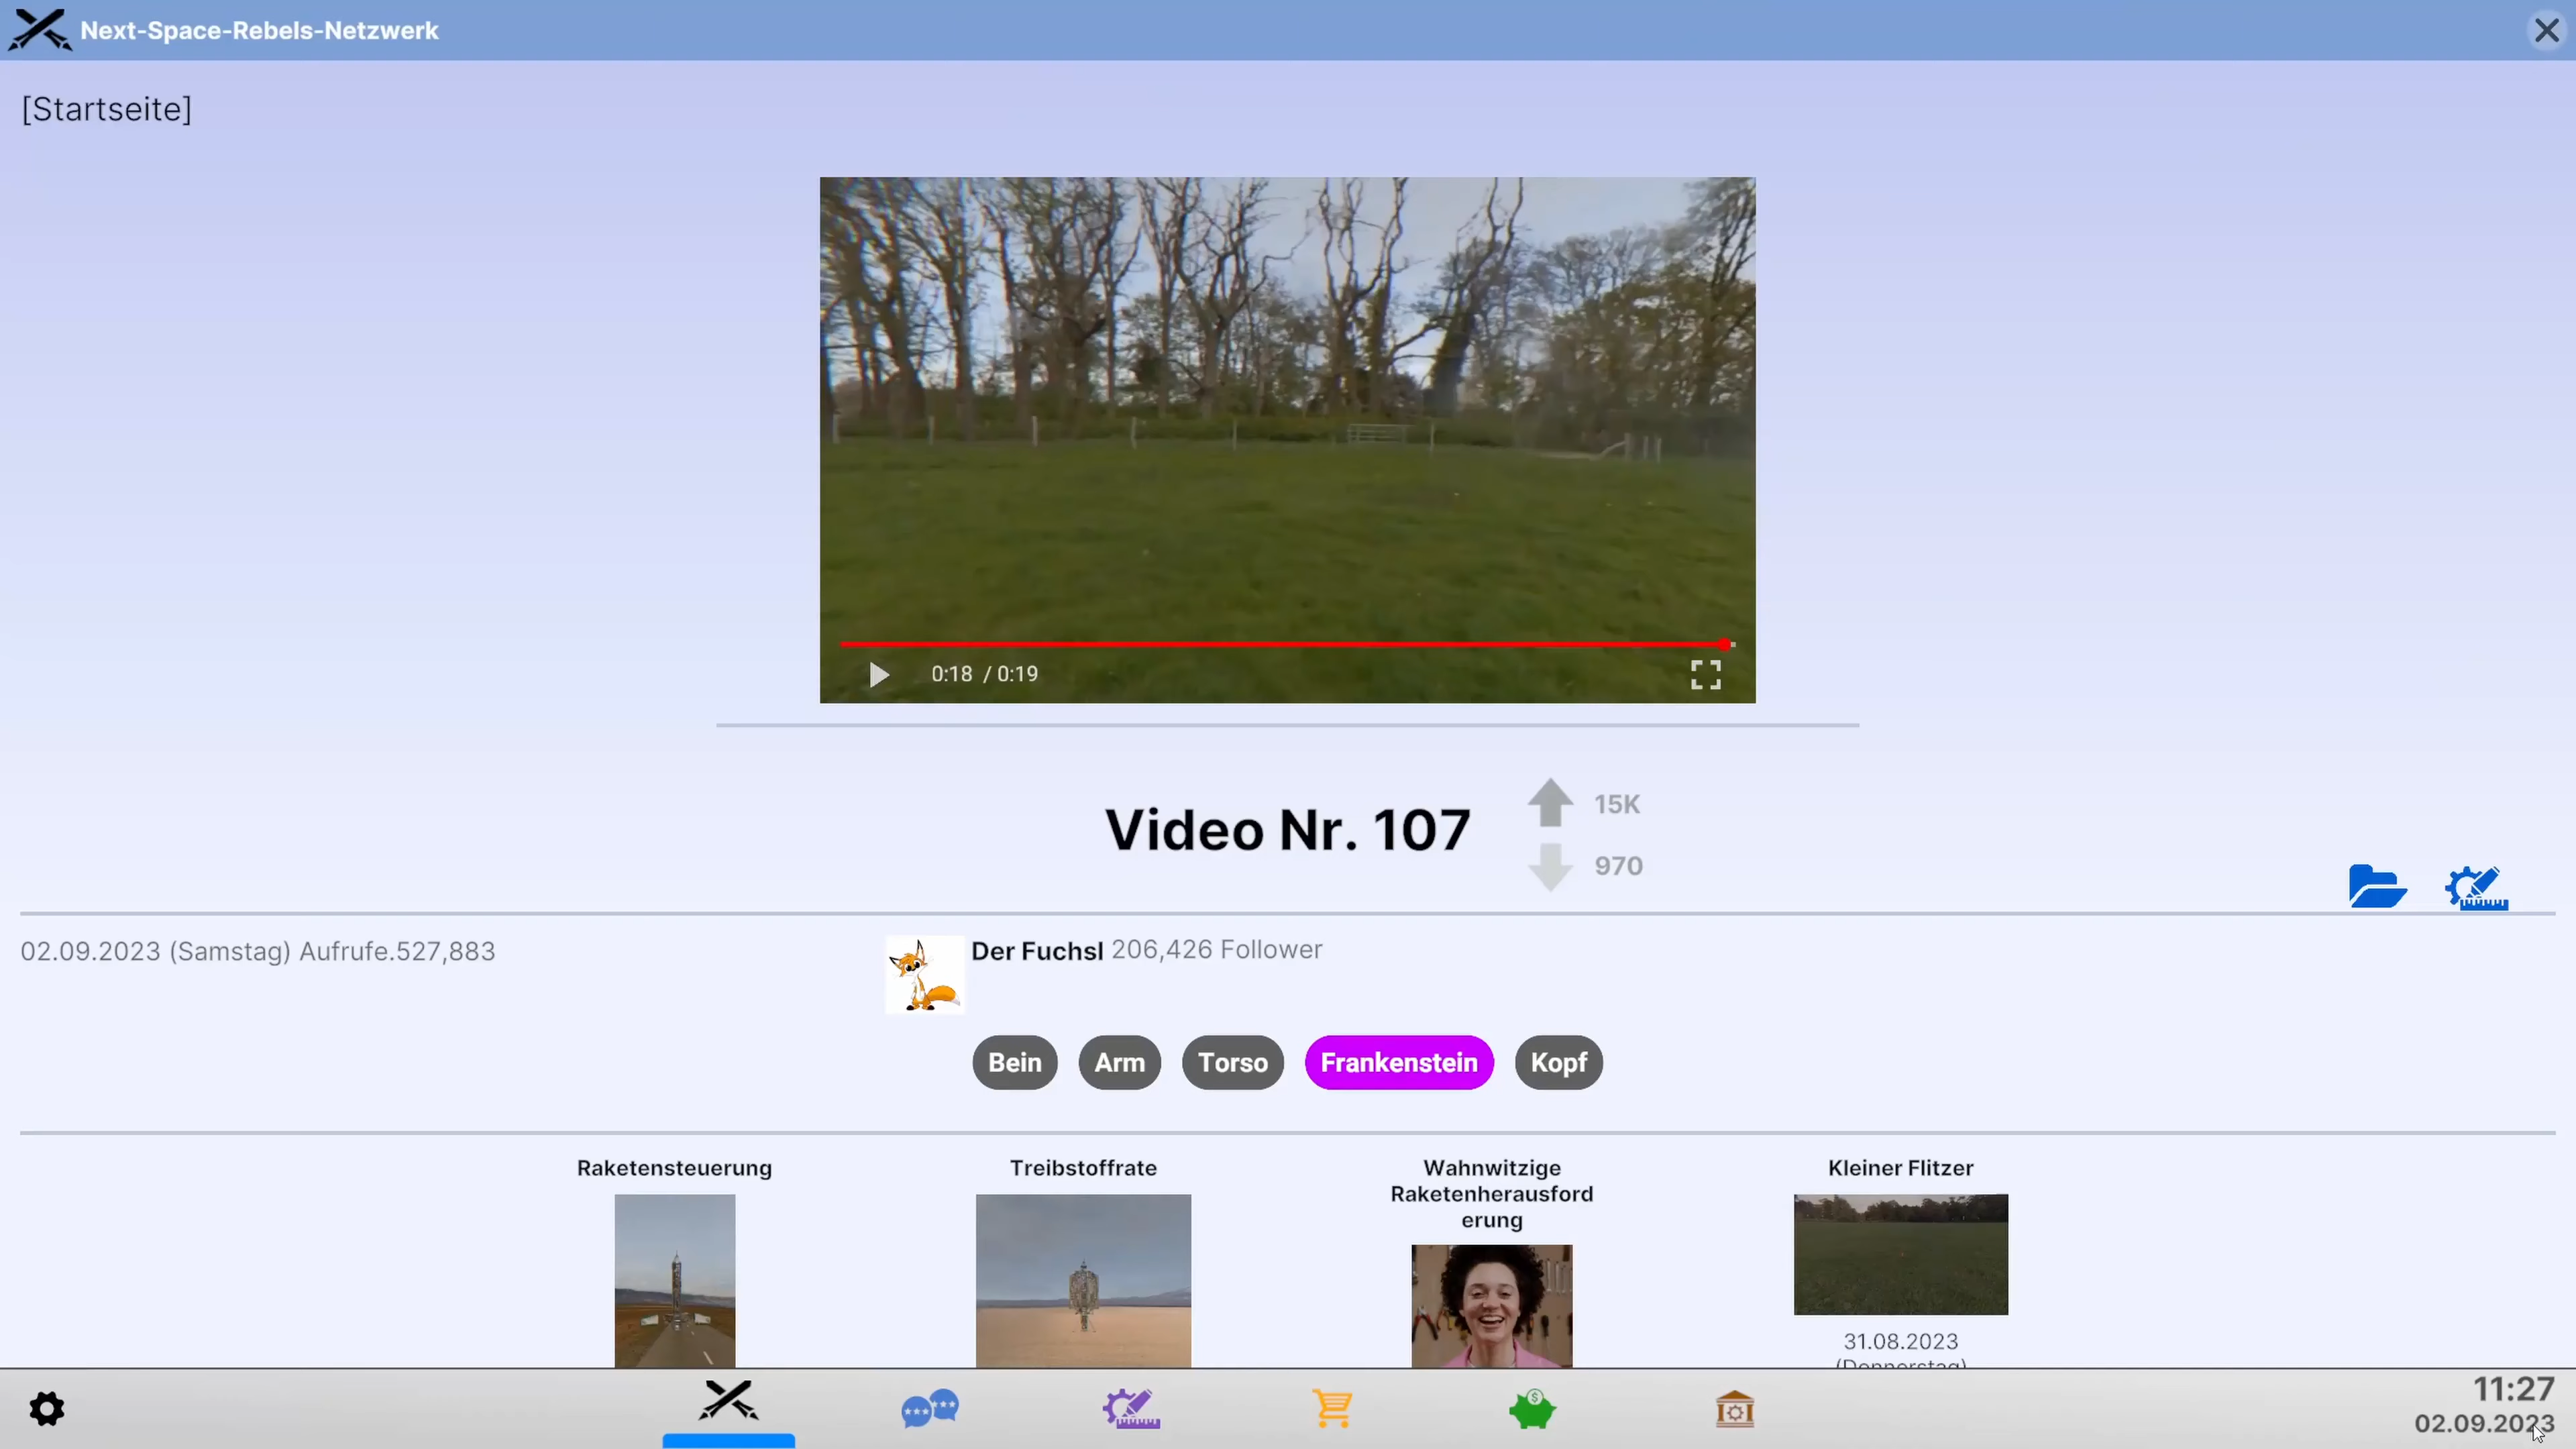 Next-Space-Rebels-Netzwerk
[Startseite]
0:18 / 0:19
Video Nr. 107
15K
970
02.09.2023 (Samstag) Aufrufe.527,883
Der Fuchsl 206,426 Follower
Bein Arm Torso Frankenstein Kopf
Raketensteuerung
Treibstoffrate
Wahnwitzige
Raketenherausford
erung
Kleiner Flitzer
31.08.2023
(Donnerstag)
11:27
02.09.2023